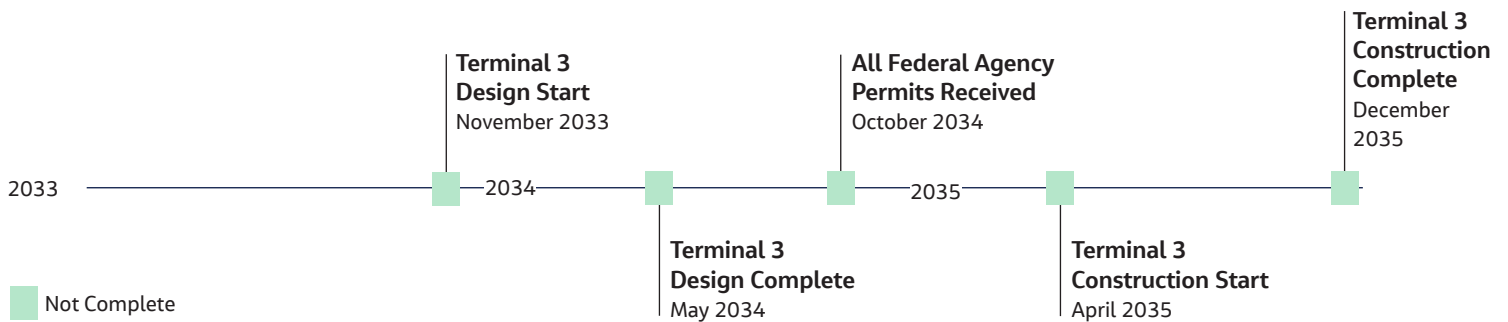 Terminal 3
Construction
Complete
December
2035
Terminal 3
Design Start
November 2033
All Federal Agency
Permits Received
October 2034
2033
2034
2035
Terminal 3
Design Complete
May 2034
Terminal 3
Construction Start
April 2035
Not Complete